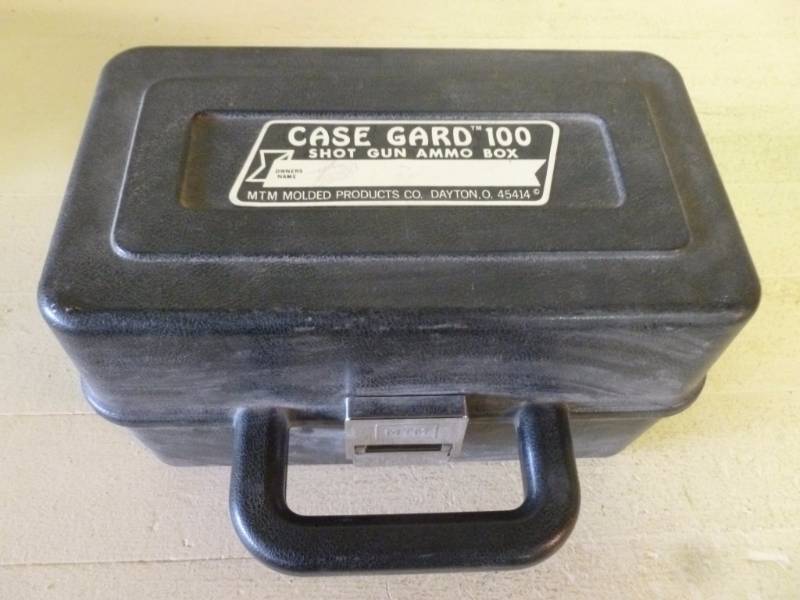 CASE GARD™ 100
SHOT GUN AMMO BOX
OWNERS
NAME
MTM MOLDED PRODUCTS CO. DAYTON, O. 45414 ©
MTM